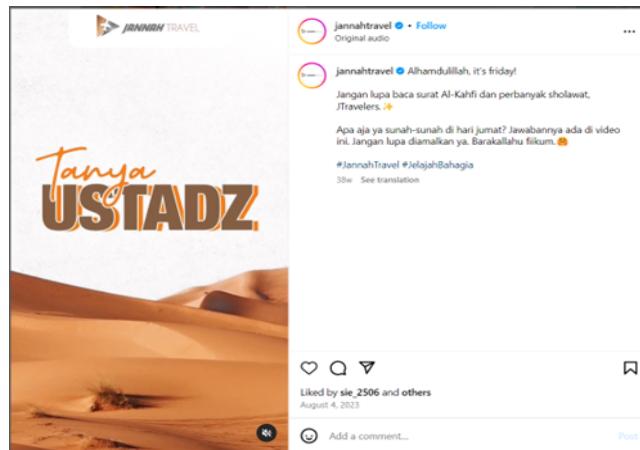 JANNAH TRAVEL
Tanya
USTADZ
jannahtravel • Follow
Original audio
jannahtravel Alhamdulillah, it's friday!
Jangan lupa baca surat Al-Kahfi dan perbanyak sholawat,
JTravelers.
Apa aja ya sunah-sunah di hari jumat? Jawabannya ada di video
ini. Jangan lupa diamalkan ya. Barakallahu fiikum.
#JannahTravel #JelajahBahagia
38w See translation
Liked by sie_2506 and others
August 4, 2023
Add a comment...
Post